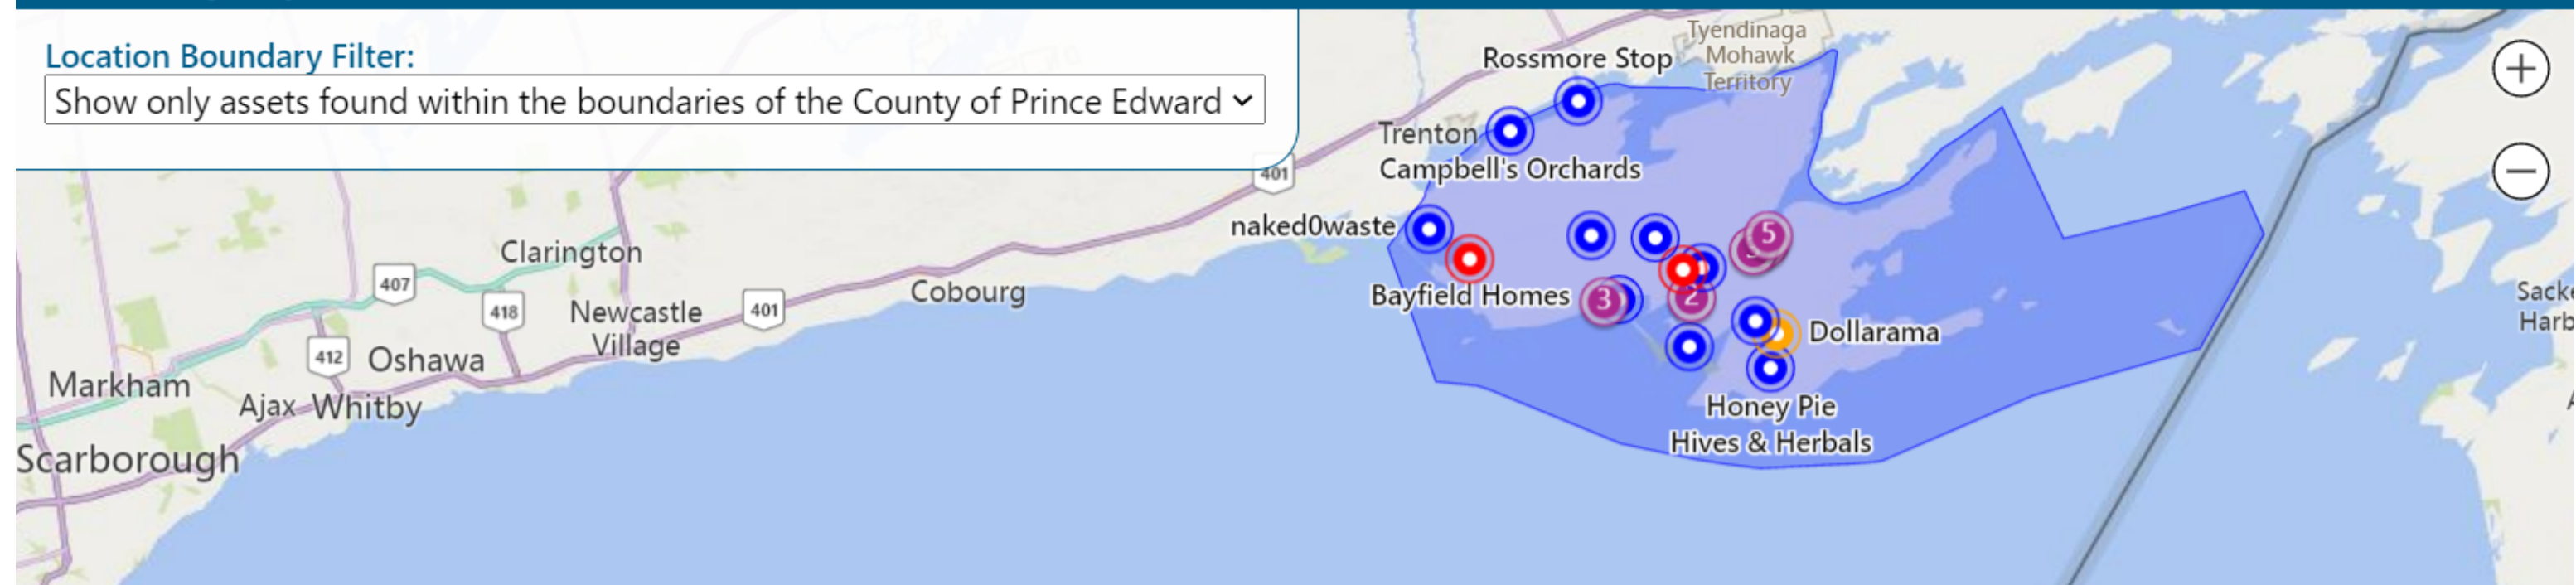 Location Boundary Filter:
Show only assets found within the boundaries of the County of Prince Edward
Tyendinaga
Mohawk
Territory
Rossmore Stop
Trenton
Campbell's Orchards
401
naked0waste
5
Clarington
407
Bayfield Homes
3
2
Sacke
Harb
Cobourg
418
Newcastle
Village
401
Dollarama
412
Oshawa
Markham
Ajax
Whitby
Honey Pie
Hives & Herbals
Scarborough